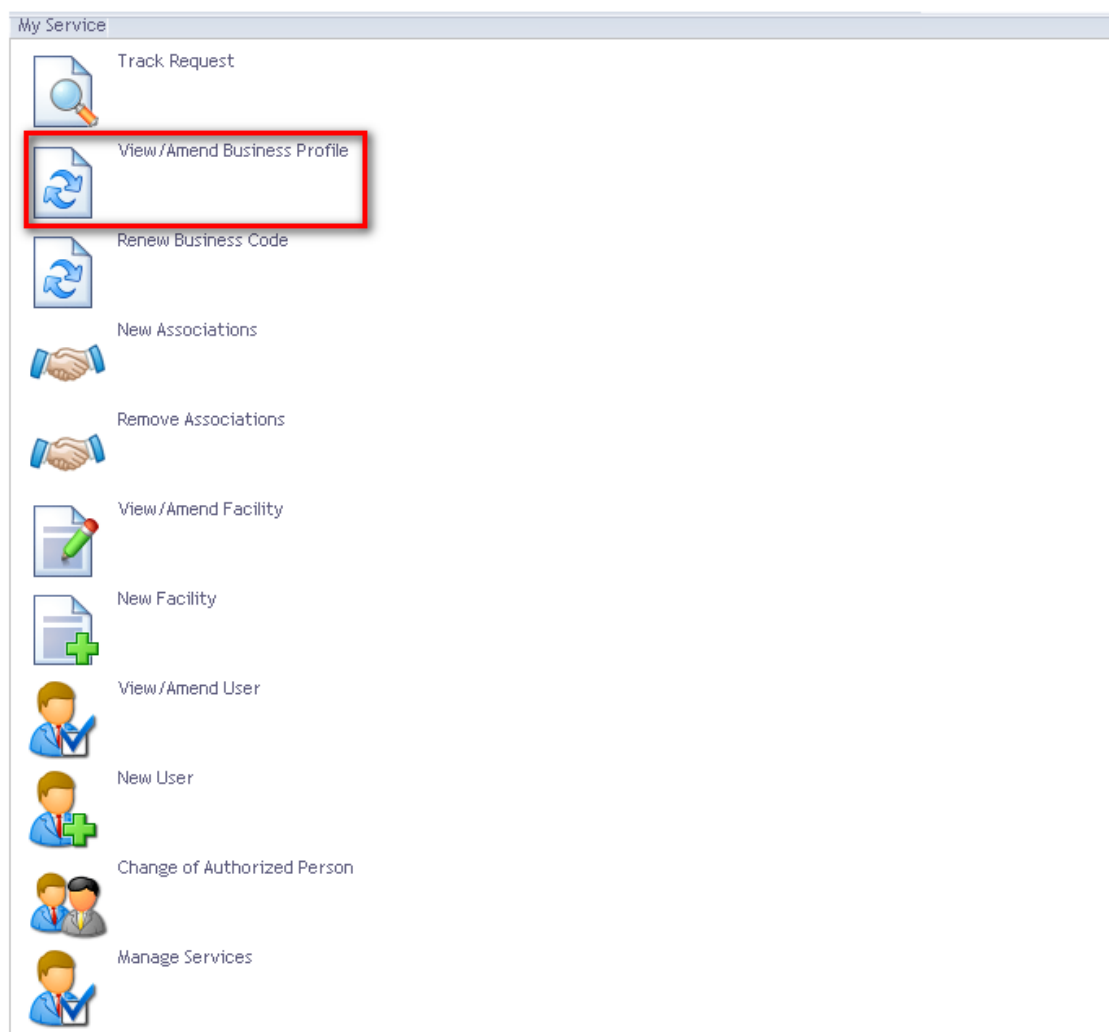 My Service
Track Request
View/Amend Business Profile
Renew Business Code
New Associations
Remove Associations
View/Amend Facility
New Facility
View/Amend User
New User
Change of Authorized Person
Manage Services